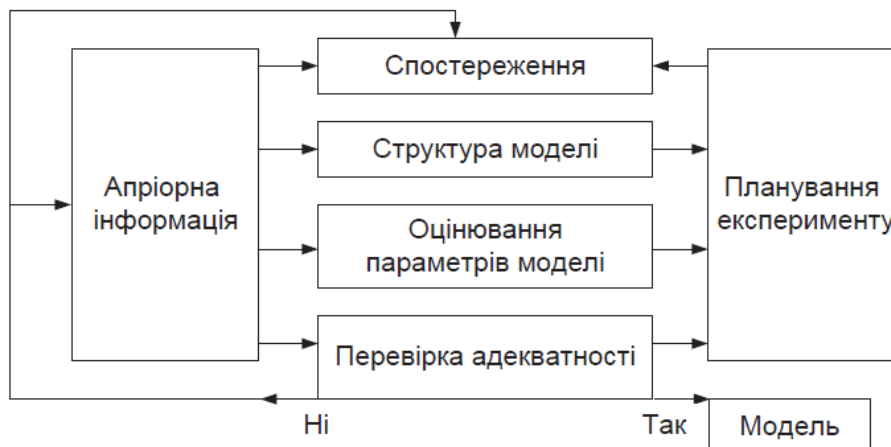 Спостереження
Структура моделі
Апріорна
інформація
Планування
експерименту
Оцінювання
параметрів моделі
Перевірка адекватності
Ні
Так
Модель